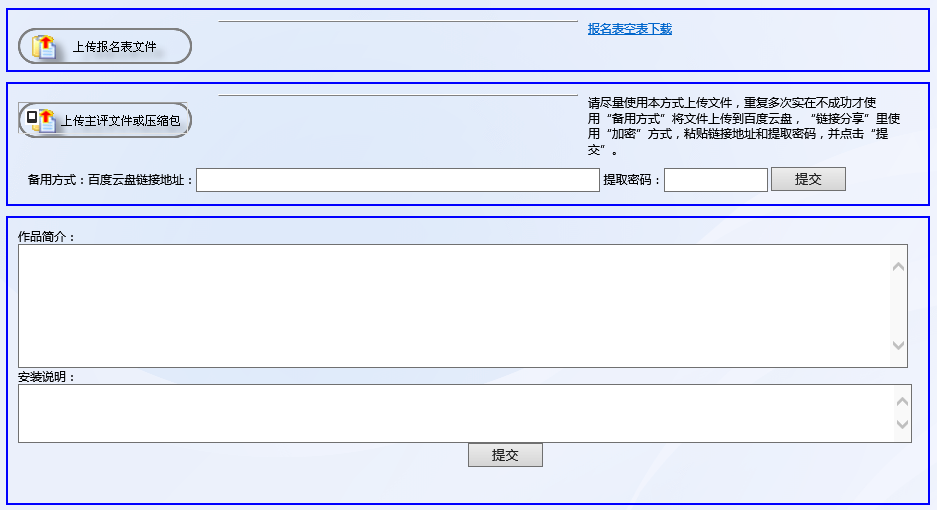 上传报名表文件
报名表空表下载
上传主评文件或压缩包
请尽量使用本方式上传文件，重复多次实在不成功才使
用“备用方式”将文件上传到百度云盘，“链接分享”里使
用“加密”方式，粘贴链接地址和提取密码，并点击“提
交”。
备用方式：百度云盘链接地址： 提取密码： 提交
作品简介：
安装说明：
提交